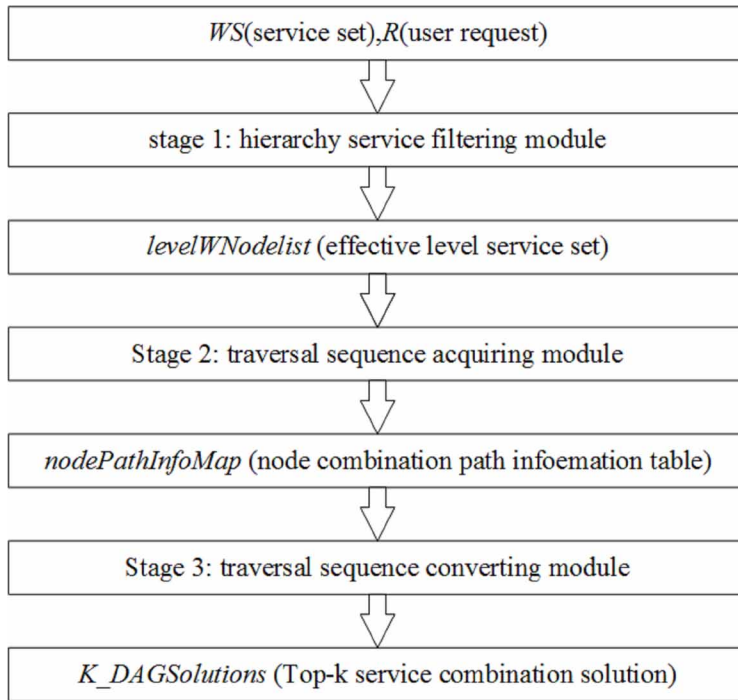 WS(service set),R(user request)
stage 1: hierarchy service filtering module
levelWNodelist (effective level service set)
Stage 2: traversal sequence acquiring module
nodePathInfoMap (node combination path infoemation table)
Stage 3: traversal sequence converting module
K_DAGSolutions (Top-k service combination solution)